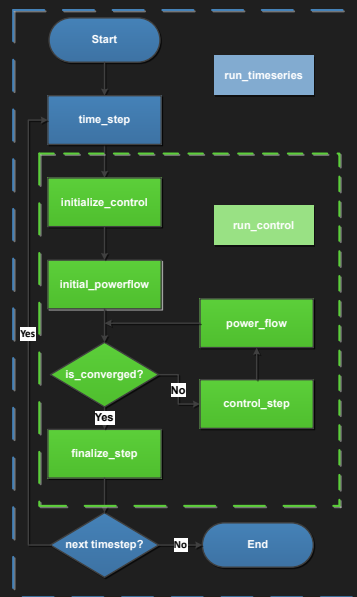 Start
run_timeseries
time_step
initialize_control
run_control
initial_powerflow
power_flow
Yes
is_converged?
No
control_step
Yes
finalize_step
next timestep?
No
End